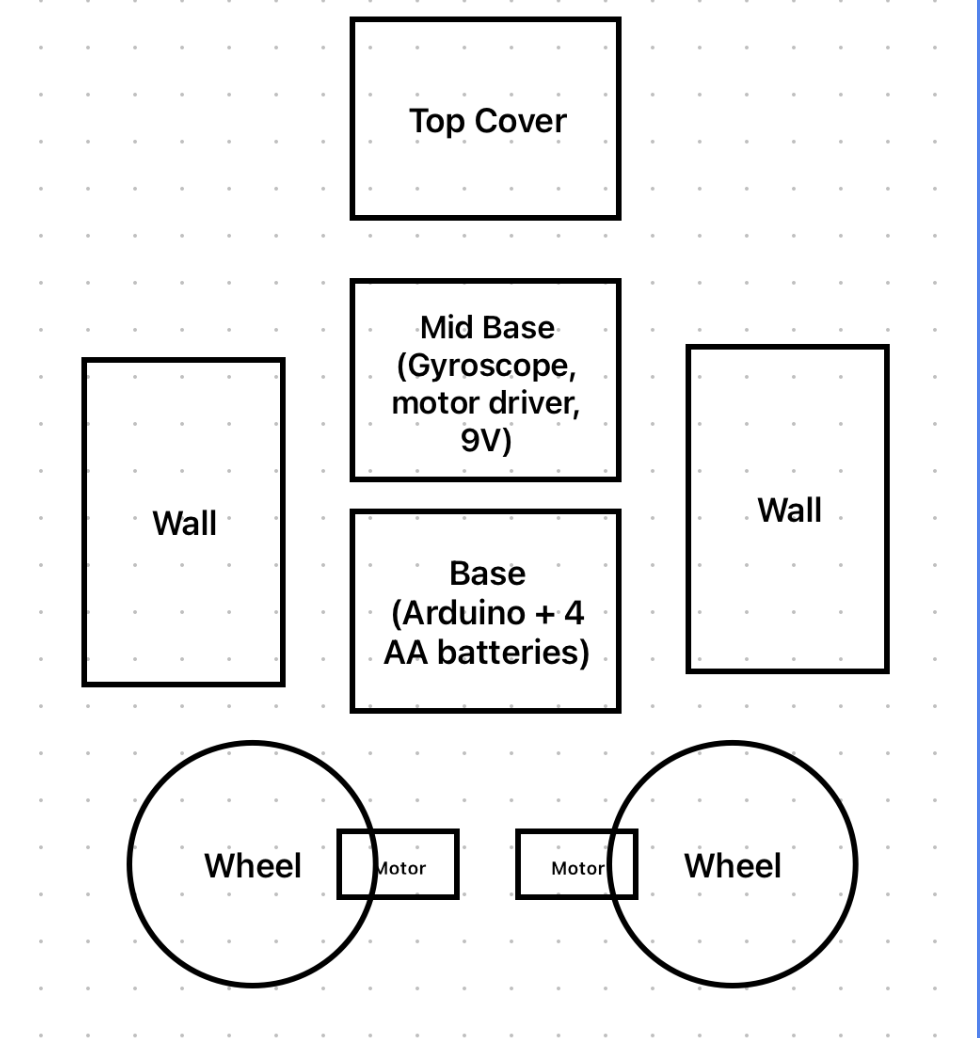 Top Cover
Mid Base
(Gyroscope,
motor driver,
9V)
Wall
Wall
Base
(Arduino + 4
AA batteries)
Wheel
Motor
Motor
Wheel